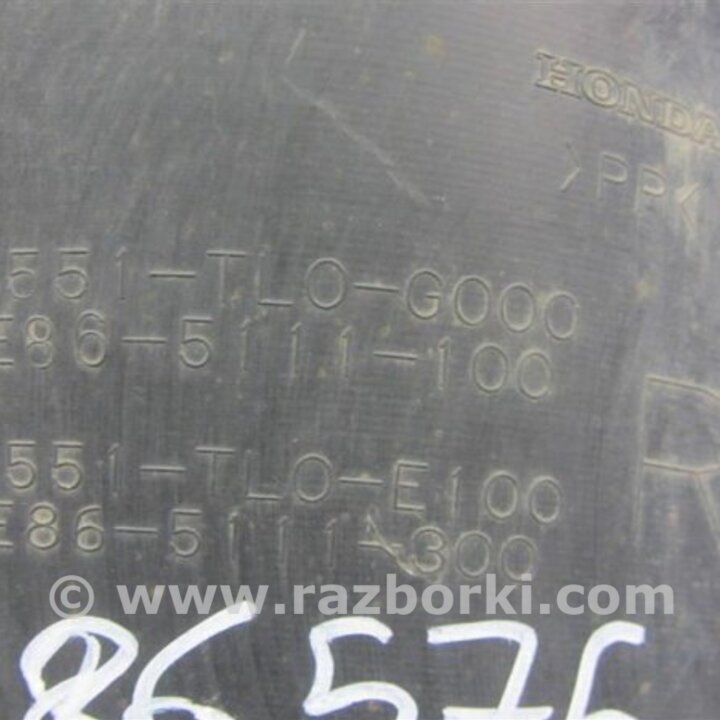 HONDA
>PP<
551-TL0-G000
E86-5111-100
R
551-TL0-E100
E86-5111-300
© www.razborki.com
86576